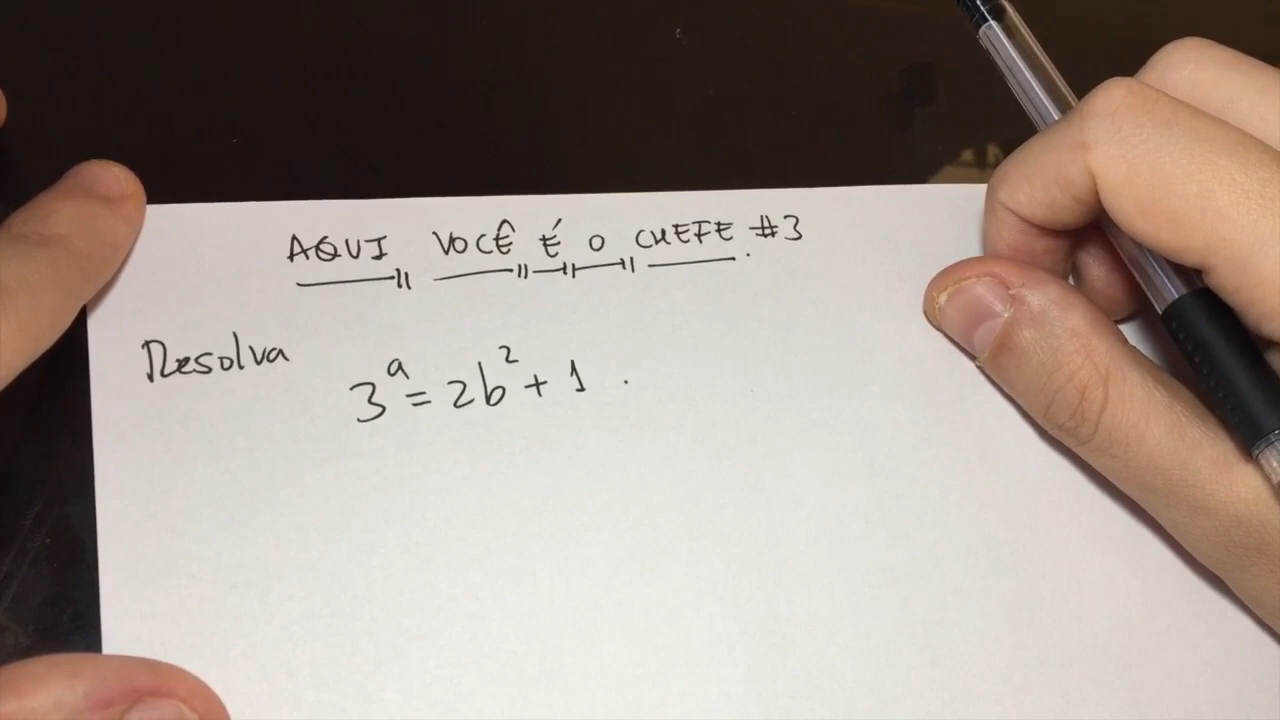 AQUI VOCÊ É O CHEFE #3.
Resolva 3^a = 2b^2 + 1.